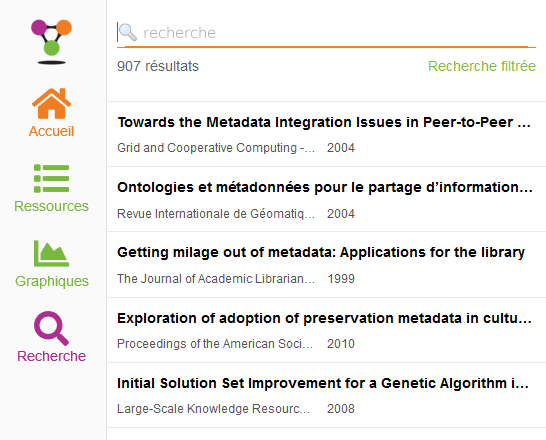 recherche
907 résultats
Recherche filtrée
Accueil
Ressources
Graphiques
Recherche
Towards the Metadata Integration Issues in Peer-to-Peer ...
Grid and Cooperative Computing -... 2004
Ontologies et métadonnées pour le partage d'information...
Revue Internationale de Géomatiq... 2004
Getting milage out of metadata: Applications for the library
The Journal of Academic Librarian... 1999
Exploration of adoption of preservation metadata in cultu...
Proceedings of the American Soci... 2010
Initial Solution Set Improvement for a Genetic Algorithm i...
Large-Scale Knowledge Resourc... 2008